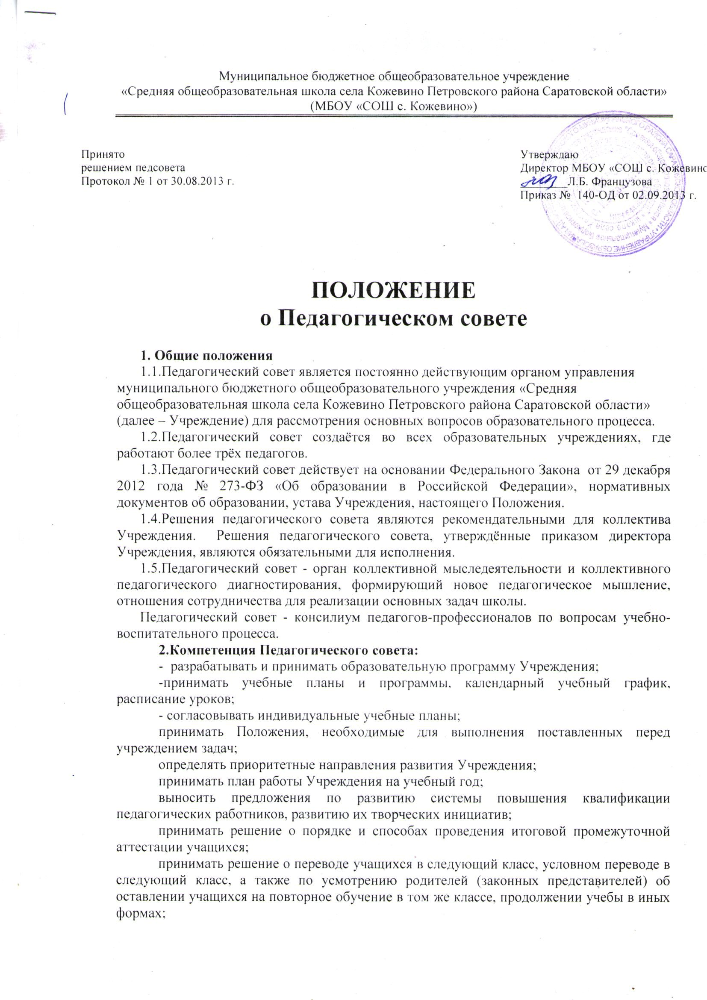 Муниципальное бюджетное общеобразовательное учреждение
«Средняя общеобразовательная школа села Кожевино Петровского района Саратовской области»
(МБОУ «СОШ с. Кожевино»)
Принято
решением педсовета
Протокол № 1 от 30.08.2013 г.
Утверждаю
Директор МБОУ «СОШ с. Кожевино
Л.Б. Французова
Приказ № 140-ОД от 02.09.2013 г.
ПОЛОЖЕНИЕ
о Педагогическом совете
1. Общие положения
1.1.Педагогический совет является постоянно действующим органом управления
муниципального бюджетного общеобразовательного учреждения «Средняя
общеобразовательная школа села Кожевино Петровского района Саратовской области»
(далее – Учреждение) для рассмотрения основных вопросов образовательного процесса.
1.2.Педагогический совет создаётся во всех образовательных учреждениях, где
работают более трёх педагогов.
1.3.Педагогический совет действует на основании Федерального Закона от 29 декабря
2012 года № 273-ФЗ «Об образовании в Российской Федерации», нормативных
документов об образовании, устава Учреждения, настоящего Положения.
1.4.Решения педагогического совета являются рекомендательными для коллектива
Учреждения. Решения педагогического совета, утверждённые приказом директора
Учреждения, являются обязательными для исполнения.
1.5.Педагогический совет - орган коллективной мыследеятельности и коллективного
педагогического диагностирования, формирующий новое педагогическое мышление,
отношения сотрудничества для реализации основных задач школы.
Педагогический совет - консилиум педагогов-профессионалов по вопросам учебно-
воспитательного процесса.
2.Компетенция Педагогического совета:
- разрабатывать и принимать образовательную программу Учреждения;
-принимать учебные планы и программы, календарный учебный график,
расписание уроков;
- согласовывать индивидуальные учебные планы;
принимать Положения, необходимые для выполнения поставленных перед
учреждением задач;
определять приоритетные направления развития Учреждения;
принимать план работы Учреждения на учебный год;
выносить предложения по развитию системы повышения квалификации
педагогических работников, развитию их творческих инициатив;
принимать решение о порядке и способах проведения итоговой промежуточной
аттестации учащихся;
принимать решение о переводе учащихся в следующий класс, условном переводе в
следующий класс, а также по усмотрению родителей (законных представителей) об
оставлении учащихся на повторное обучение в том же классе, продолжении учебы в иных
формах;